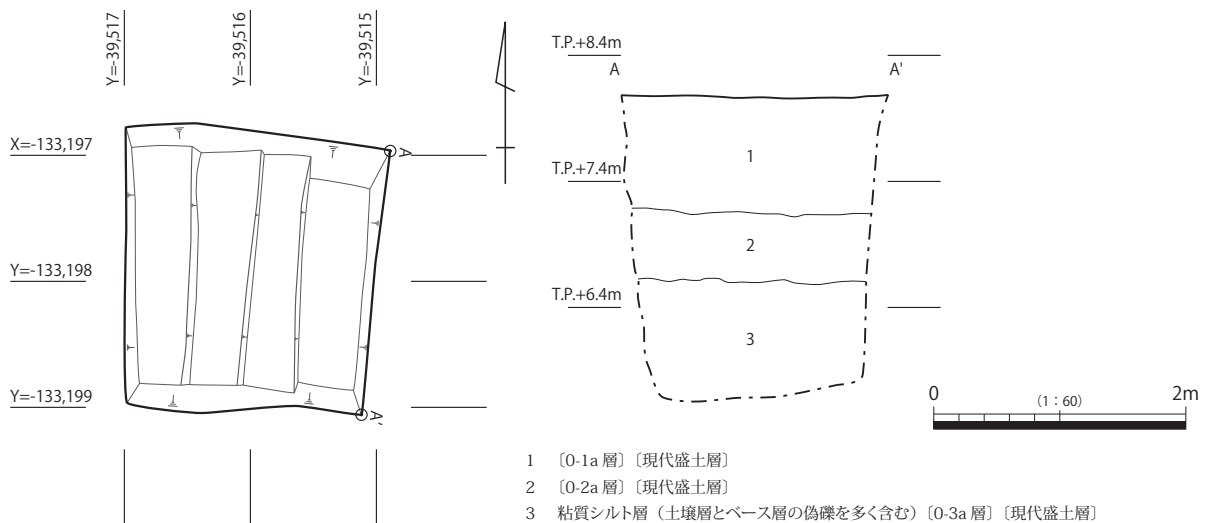 Y=-39,517
Y=-39,516
Y=-39,515
X=-133,197
Y=-133,198
Y=-133,199
A
A'
T.P.+8.4m
A
A'
T.P.+7.4m
T.P.+6.4m
1
2
3
0
(1：60)
2m
1 〔0-1a 層〕〔現代盛土層〕
2 〔0-2a 層〕〔現代盛土層〕
3 粘質シルト層（土壌層とベース層の偽礫を多く含む）〔0-3a 層〕〔現代盛土層〕